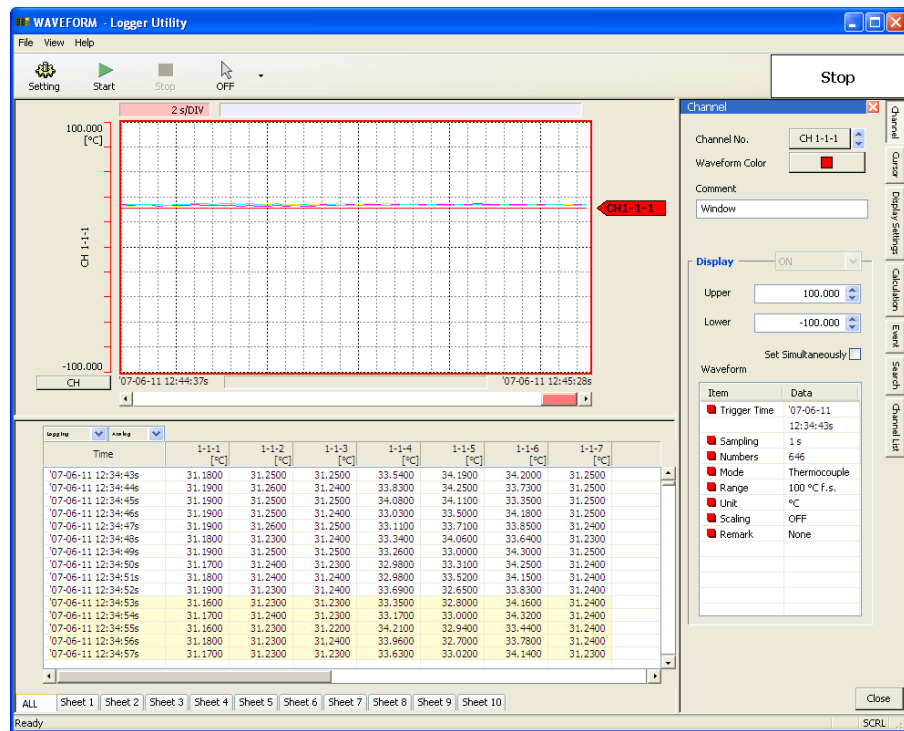 WAVEFORM - Logger Utility
File View Help
Setting Start Stop OFF
Stop
2 s/DIV
100.000
[°C]
CH 1-1-1
-100.000
CH
CH1-1-1
'07-06-11 12:44:37s '07-06-11 12:45:28s
Channel
Channel No. CH 1-1-1
Waveform Color
Comment
Window
Display ON
Upper 100.000
Lower -100.000
Set Simultaneously
Waveform
Item Data
Trigger Time '07-06-11
12:34:43s
Sampling 1 s
Numbers 646
Mode Thermocouple
Range 100 °C f.s.
Unit °C
Scaling OFF
Remark None
Channel
Cursor
Display Settings
Calculation
Event
Search
Channel List
Logging Analog
Time 1-1-1 1-1-2 1-1-3 1-1-4 1-1-5 1-1-6 1-1-7
[°C] [°C] [°C] [°C] [°C] [°C] [°C]
'07-06-11 12:34:43s 31.1800 31.2500 31.2500 33.5400 34.1900 34.2000 31.2500
'07-06-11 12:34:44s 31.1900 31.2600 31.2500 33.8300 34.2500 33.7300 31.2500
'07-06-11 12:34:45s 31.1900 31.2500 31.2500 34.0800 34.1100 33.3500 31.2500
'07-06-11 12:34:46s 31.1900 31.2500 31.2400 33.0300 33.5000 34.1800 31.2500
'07-06-11 12:34:47s 31.1900 31.2600 31.2500 33.1100 33.7100 33.8500 31.2400
'07-06-11 12:34:48s 31.1800 31.2300 31.2400 33.3400 34.0600 33.6400 31.2300
'07-06-11 12:34:49s 31.1900 31.2500 31.2500 33.2600 33.0000 34.3000 31.2500
'07-06-11 12:34:50s 31.1700 31.2400 31.2400 32.9800 33.3100 34.2500 31.2400
'07-06-11 12:34:51s 31.1800 31.2400 31.2400 32.9800 33.5200 34.1500 31.2400
'07-06-11 12:34:52s 31.1900 31.2300 31.2400 33.6900 32.6500 33.8300 31.2400
'07-06-11 12:34:53s 31.1600 31.2300 31.2300 33.3500 32.8000 34.1600 31.2400
'07-06-11 12:34:54s 31.1700 31.2400 31.2300 33.1700 33.0000 34.3200 31.2400
'07-06-11 12:34:55s 31.1600 31.2300 31.2200 34.2100 32.9400 33.4400 31.2400
'07-06-11 12:34:56s 31.1800 31.2300 31.2400 33.9600 32.7000 33.7800 31.2400
'07-06-11 12:34:57s 31.1700 31.2300 31.2300 33.6300 33.0200 34.1400 31.2300
ALL Sheet 1 Sheet 2 Sheet 3 Sheet 4 Sheet 5 Sheet 6 Sheet 7 Sheet 8 Sheet 9 Sheet 10
Close
Ready SCRL